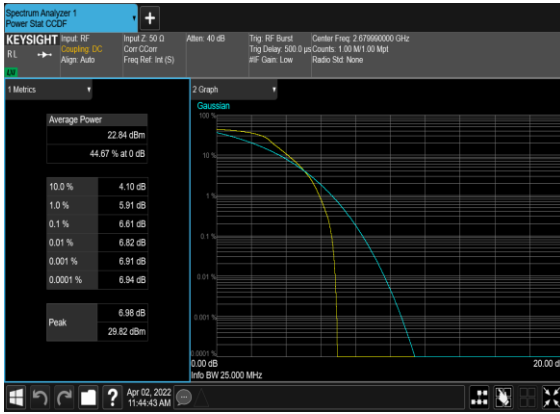 Spectrum Analyzer 1
Power Stat CCDF
KEYSIGHT
RL
Input: RF
Coupling: DC
Align: Auto
Input Z: 50 Ω
Corr CCorr
Freq Ref: Int (S)
Atten: 40 dB
Trig: RF Burst
Trig Delay: 500.0 µs
#IF Gain: Low
Center Freq: 2.679990000 GHz
Counts: 1.00 M/1.00 Mpt
Radio Std: None
1 Metrics
Average Power
22.84 dBm
44.67 % at 0 dB
10.0 % 4.10 dB
1.0 % 5.91 dB
0.1 % 6.61 dB
0.01 % 6.82 dB
0.001 % 6.91 dB
0.0001 % 6.94 dB
Peak
6.98 dB
29.82 dBm
2 Graph
Gaussian
100 %
10 %
1 %
0.1 %
0.01 %
0.001 %
0.0001 %
0.00 dB
20.00 d
Info BW 25.000 MHz
?
Apr 02, 2022
11:44:43 AM